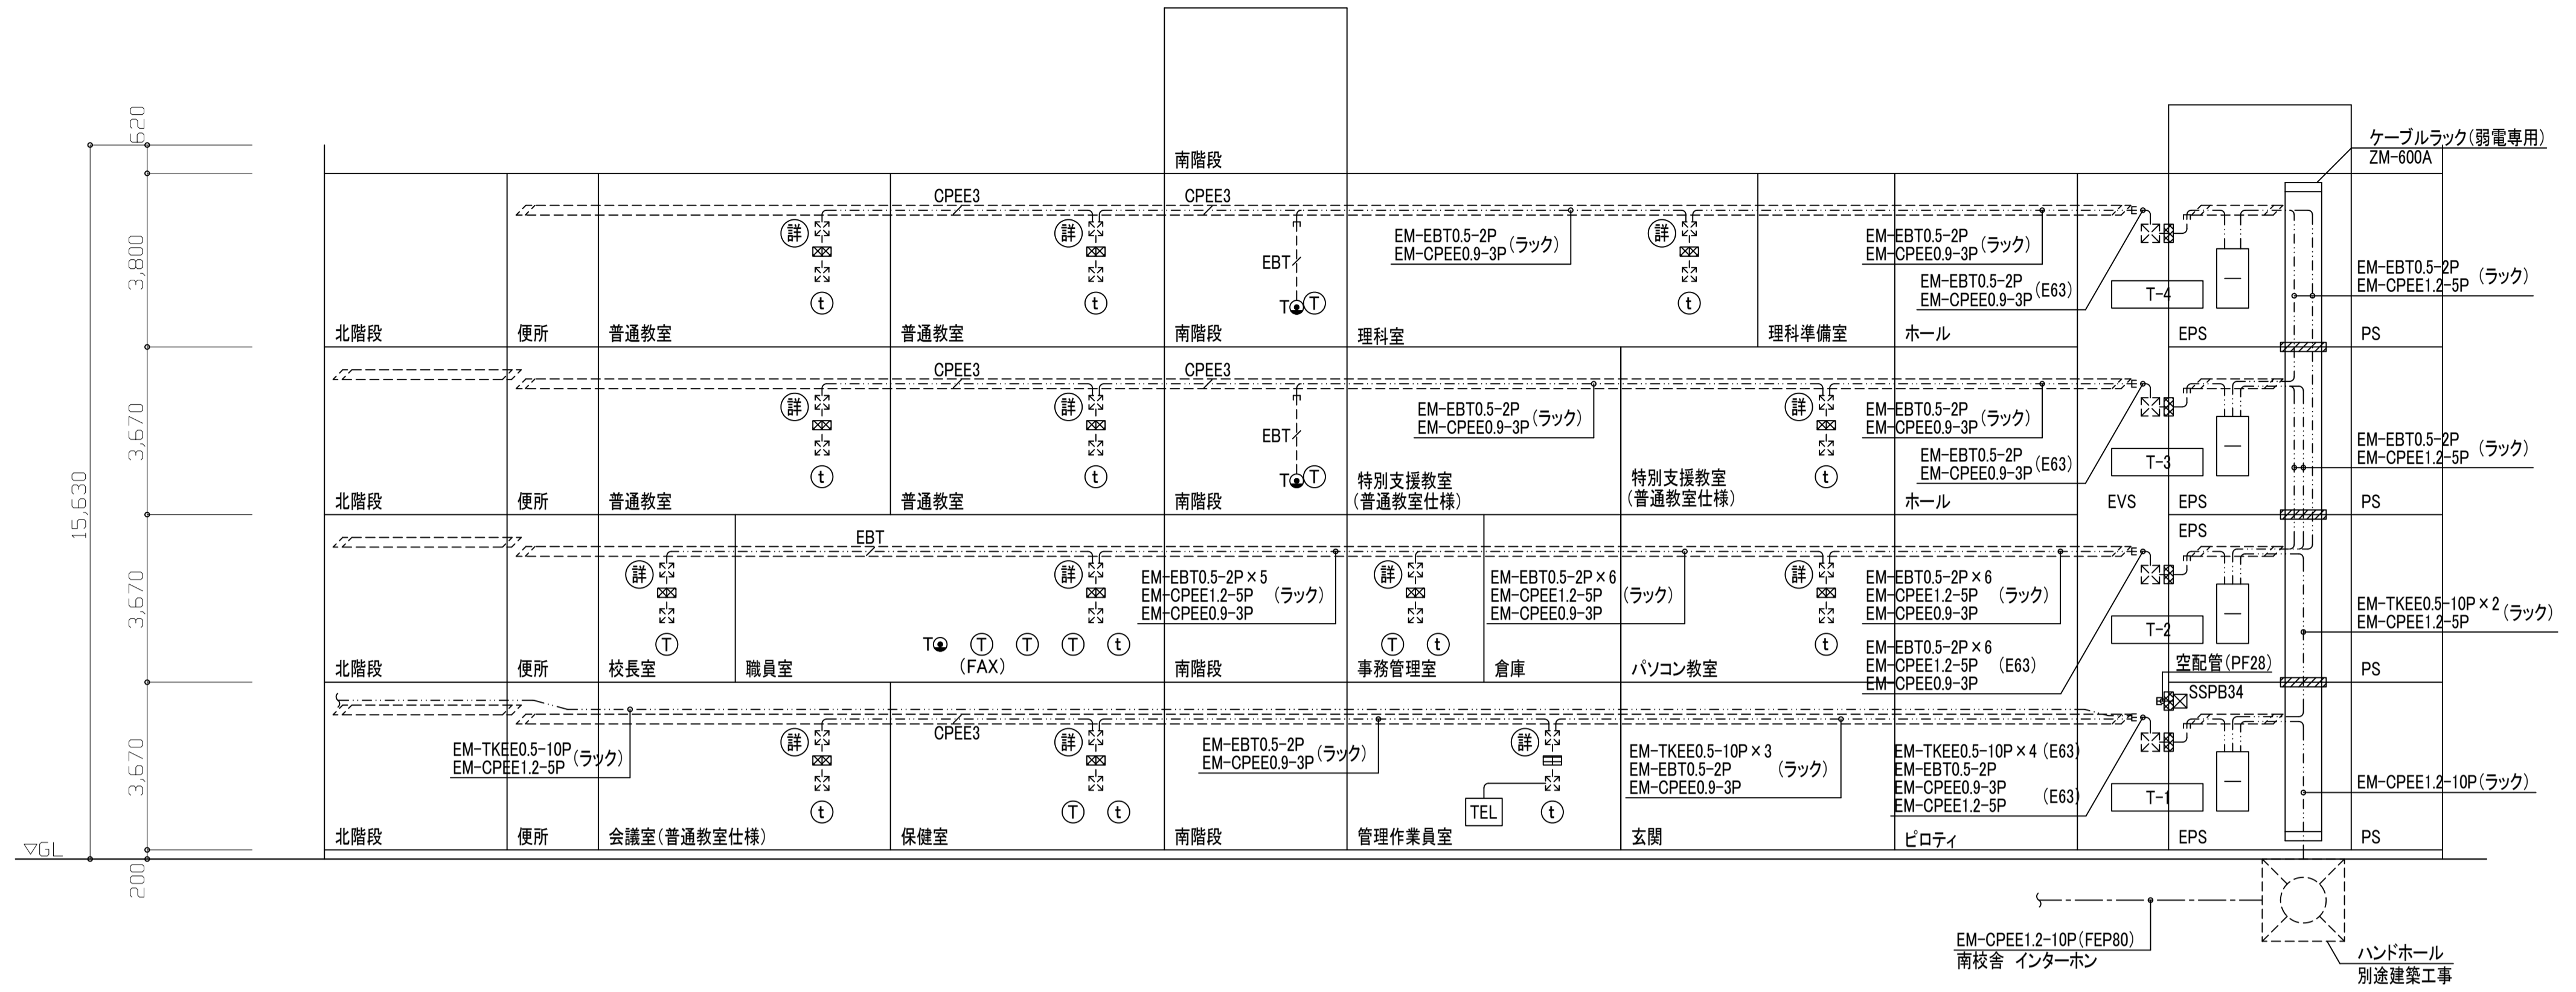 620
3,800
3,670
3,670
3,670
200
15,630
▽GL
南階段
ケーブルラック(弱電専用)
ZM-600A
CPEE3
CPEE3
詳
詳
詳
EM-EBT0.5-2P
EM-CPEE0.9-3P
(ラック)
EM-EBT0.5-2P
EM-CPEE0.9-3P
(ラック)
EBT
EM-EBT0.5-2P
EM-CPEE0.9-3P
(E63)
EM-EBT0.5-2P
EM-CPEE1.2-5P
(ラック)
t
t
T
T
t
T-4
北階段
便所
普通教室
普通教室
南階段
理科室
理科準備室
ホール
EPS
PS
CPEE3
CPEE3
詳
詳
詳
EM-EBT0.5-2P
EM-CPEE0.9-3P
(ラック)
EM-EBT0.5-2P
EM-CPEE0.9-3P
(ラック)
EBT
EM-EBT0.5-2P
EM-CPEE0.9-3P
(E63)
EM-EBT0.5-2P
EM-CPEE1.2-5P
(ラック)
t
t
T
T
t
T-3
北階段
便所
普通教室
普通教室
南階段
特別支援教室
(普通教室仕様)
特別支援教室
(普通教室仕様)
ホール
EVS
EPS
PS
EPS
EBT
詳
詳
詳
詳
EM-EBT0.5-2P×5
EM-CPEE1.2-5P
EM-CPEE0.9-3P
(ラック)
EM-EBT0.5-2P×6
EM-CPEE1.2-5P
EM-CPEE0.9-3P
(ラック)
EM-EBT0.5-2P×6
EM-CPEE1.2-5P
EM-CPEE0.9-3P
(ラック)
EM-EBT0.5-2P×6
EM-CPEE1.2-5P
EM-CPEE0.9-3P
(E63)
EM-TKEE0.5-10P×2
EM-CPEE1.2-5P
(ラック)
T
T
T
(FAX)
T
T
t
T
t
t
T-2
北階段
便所
校長室
職員室
南階段
事務管理室
倉庫
パソコン教室
PS
空配管(PF28)
SSPB34
EM-TKEE0.5-10P
EM-CPEE1.2-5P
(ラック)
CPEE3
詳
詳
詳
EM-EBT0.5-2P
EM-CPEE0.9-3P
(ラック)
EM-TKEE0.5-10P×3
EM-EBT0.5-2P
EM-CPEE0.9-3P
(ラック)
EM-TKEE0.5-10P×4 (E63)
EM-EBT0.5-2P
EM-CPEE0.9-3P
EM-CPEE1.2-5P
(E63)
EM-CPEE1.2-10P(ラック)
t
T
t
TEL
t
T-1
北階段
便所
会議室(普通教室仕様)
保健室
南階段
管理作業員室
玄関
ピロティ
EPS
PS
EM-CPEE1.2-10P(FEP80)
南校舎 インターホン
ハンドホール
別途建築工事